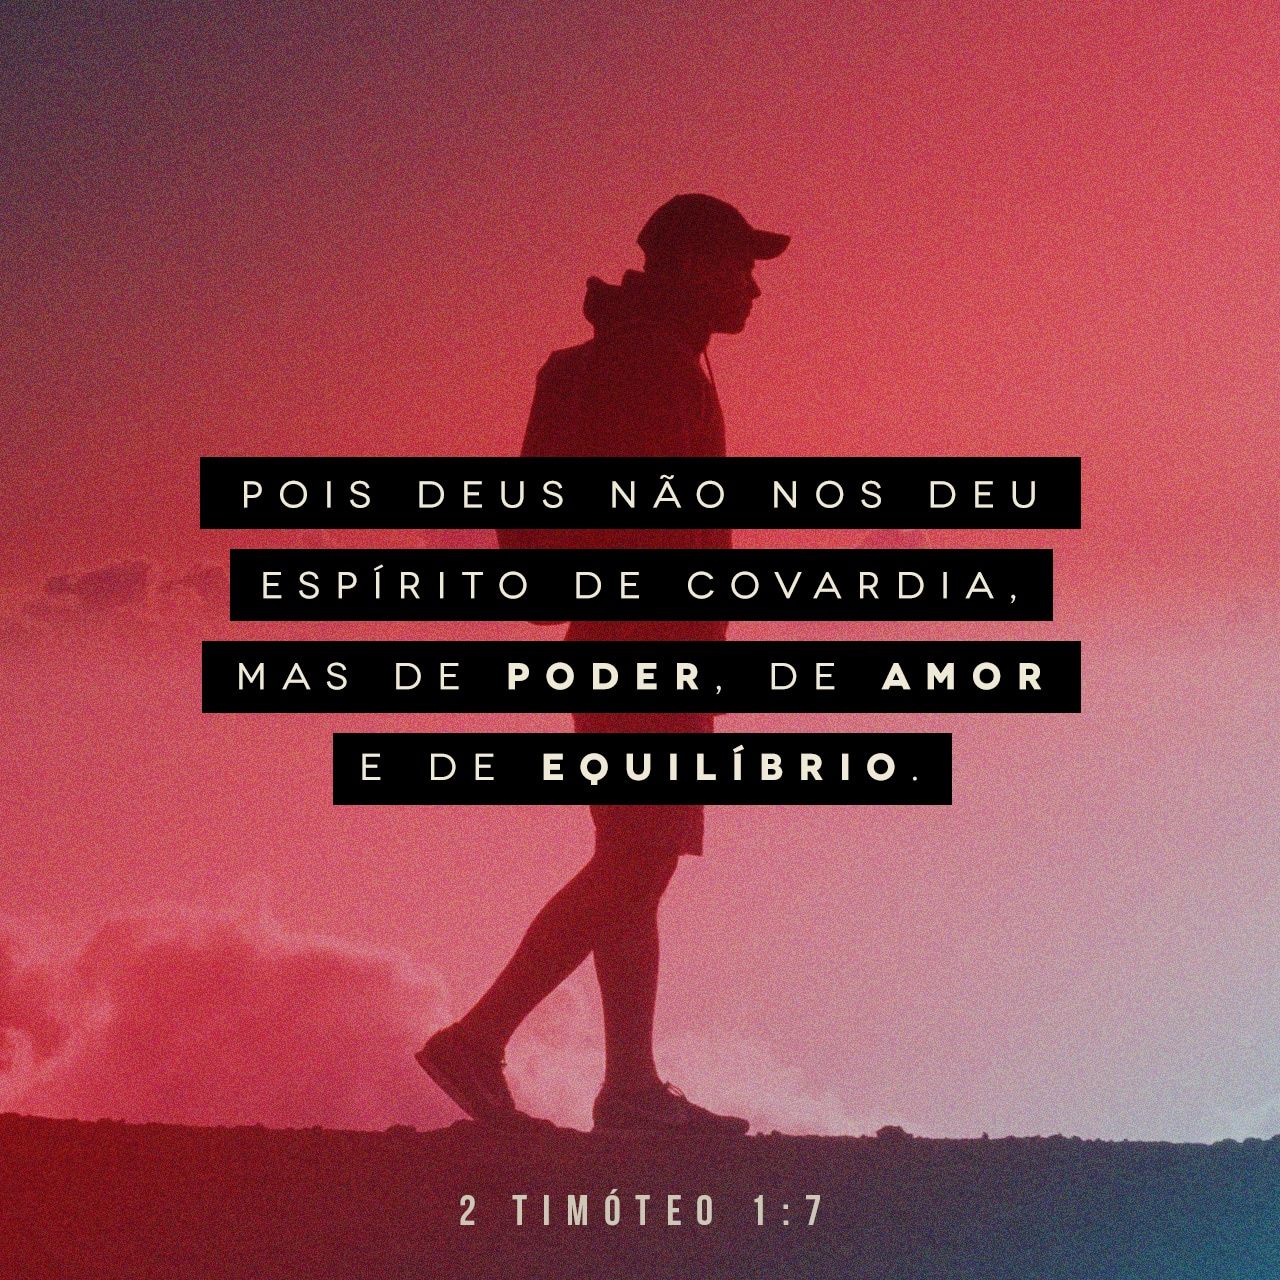 POIS DEUS NÃO NOS DEU
ESPÍRITO DE COVARDIA,
MAS DE PODER, DE AMOR
E DE EQUILÍBRIO.
2 TIMÓTEO 1:7